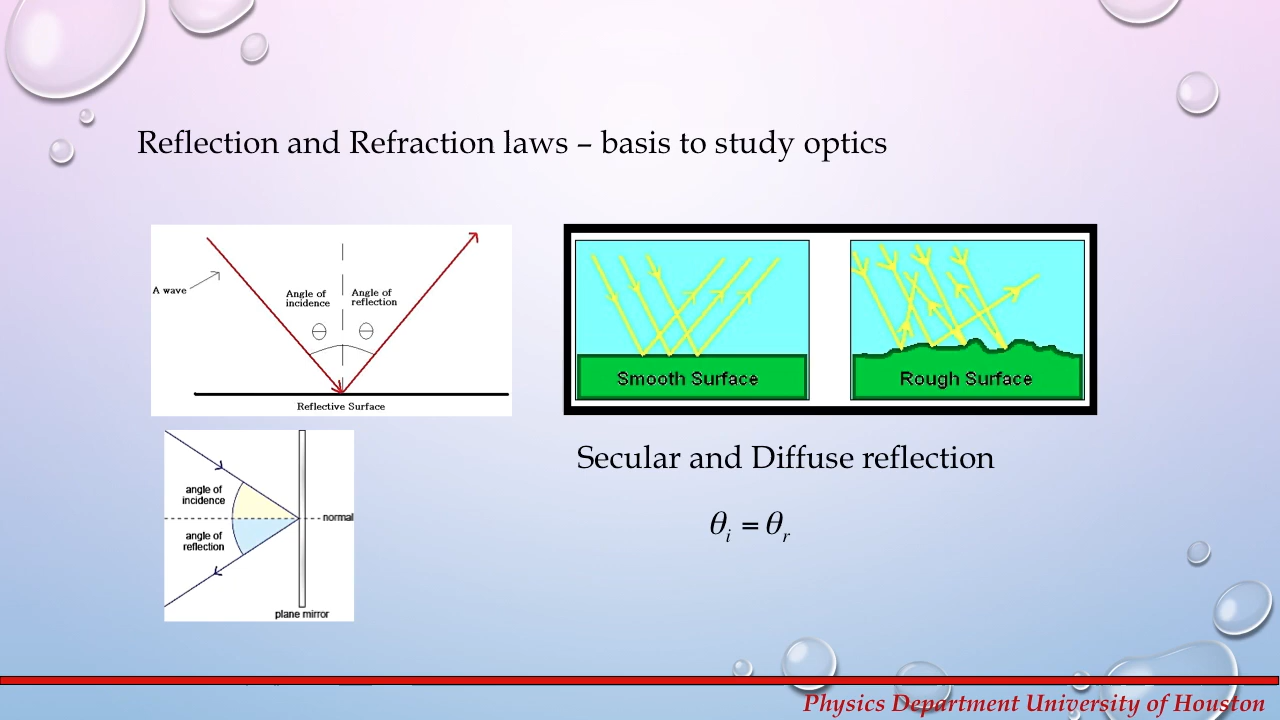 Reflection and Refraction laws – basis to study optics
A wave
Angle of
incidence
Angle of
reflection
Θ
Θ
Reflective Surface
Smooth Surface
Rough Surface
angle of
incidence
normal
angle of
reflection
plane mirror
Secular and Diffuse reflection
θi = θr
Physics Department University of Houston